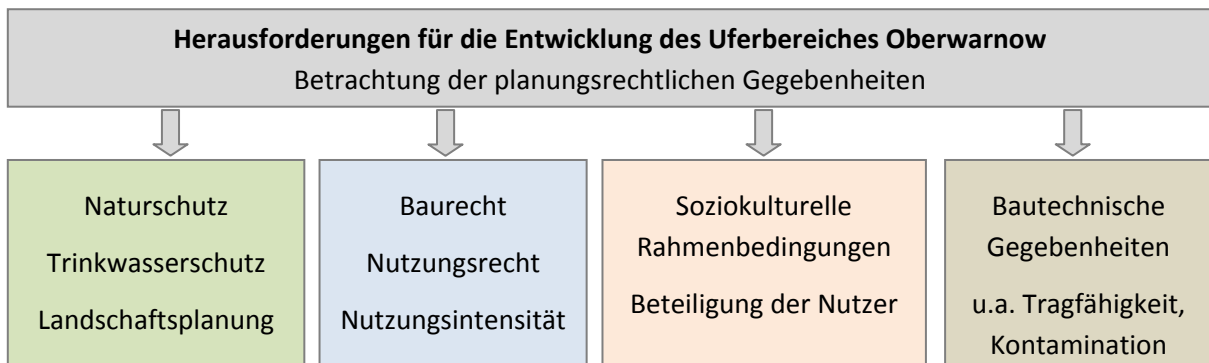 Herausforderungen für die Entwicklung des Uferbereiches Oberwarnow
Betrachtung der planungsrechtlichen Gegebenheiten
Naturschutz
Trinkwasserschutz
Landschaftsplanung
Baurecht
Nutzungsrecht
Nutzungsintensität
Soziokulturelle
Rahmenbedingungen
Beteiligung der Nutzer
Bautechnische
Gegebenheiten
u.a. Tragfähigkeit,
Kontamination